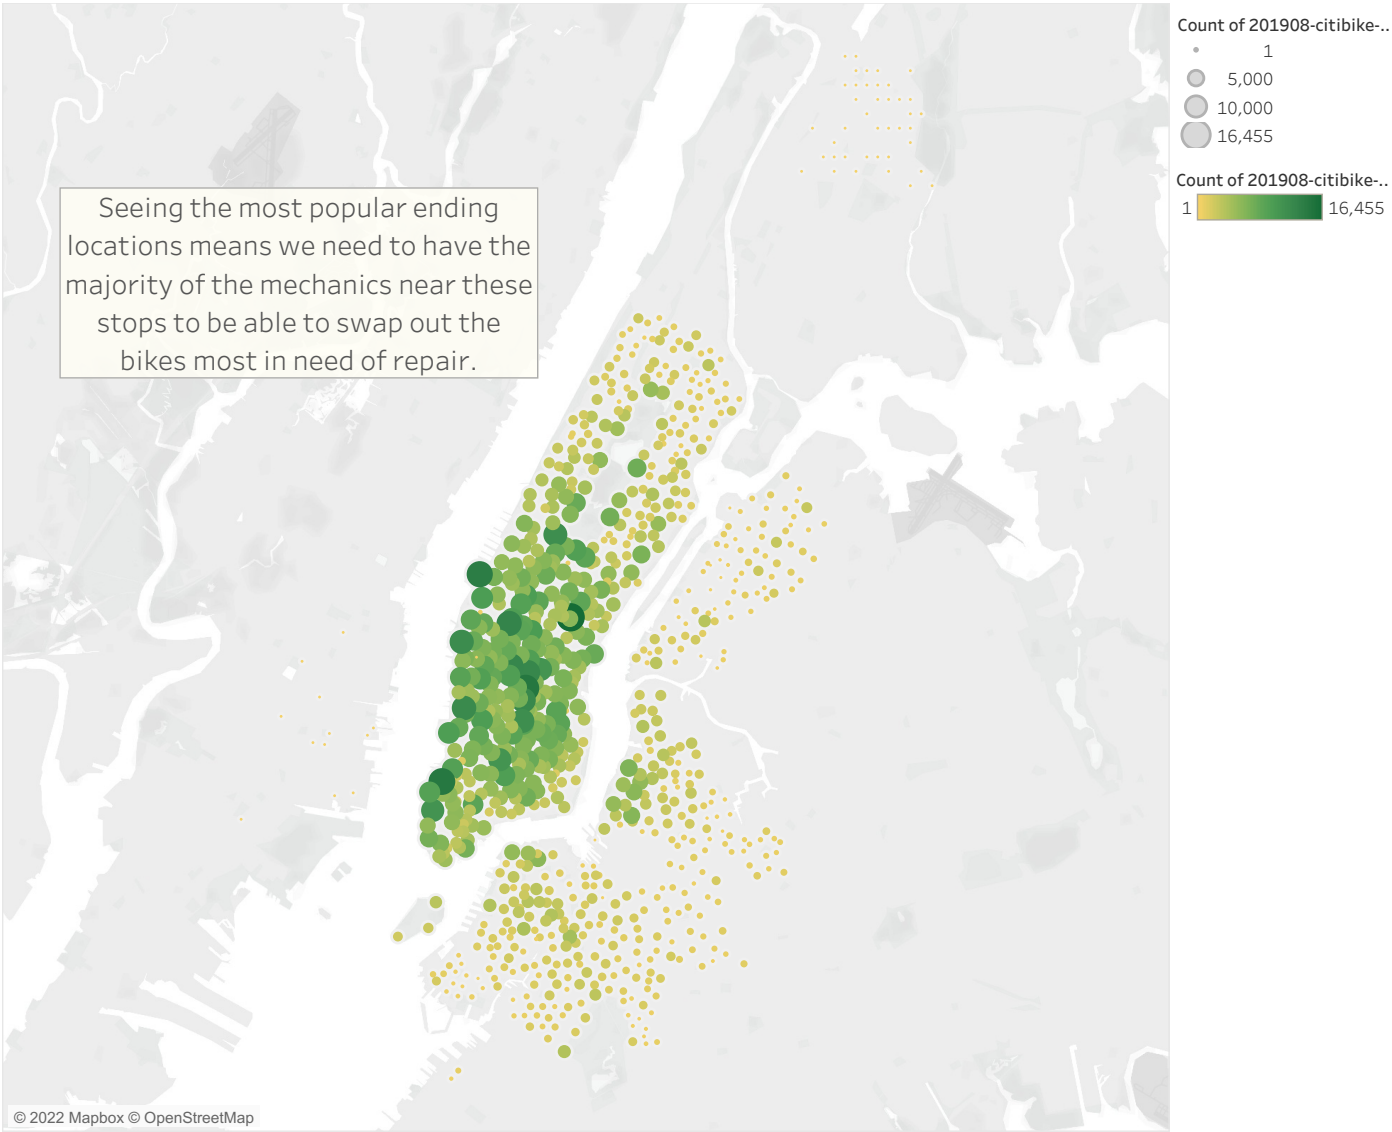 Seeing the most popular ending
locations means we need to have the
majority of the mechanics near these
stops to be able to swap out the
bikes most in need of repair.
Count of 201908-citibike-..
1
5,000
10,000
16,455
Count of 201908-citibike-..
1 16,455
© 2022 Mapbox © OpenStreetMap